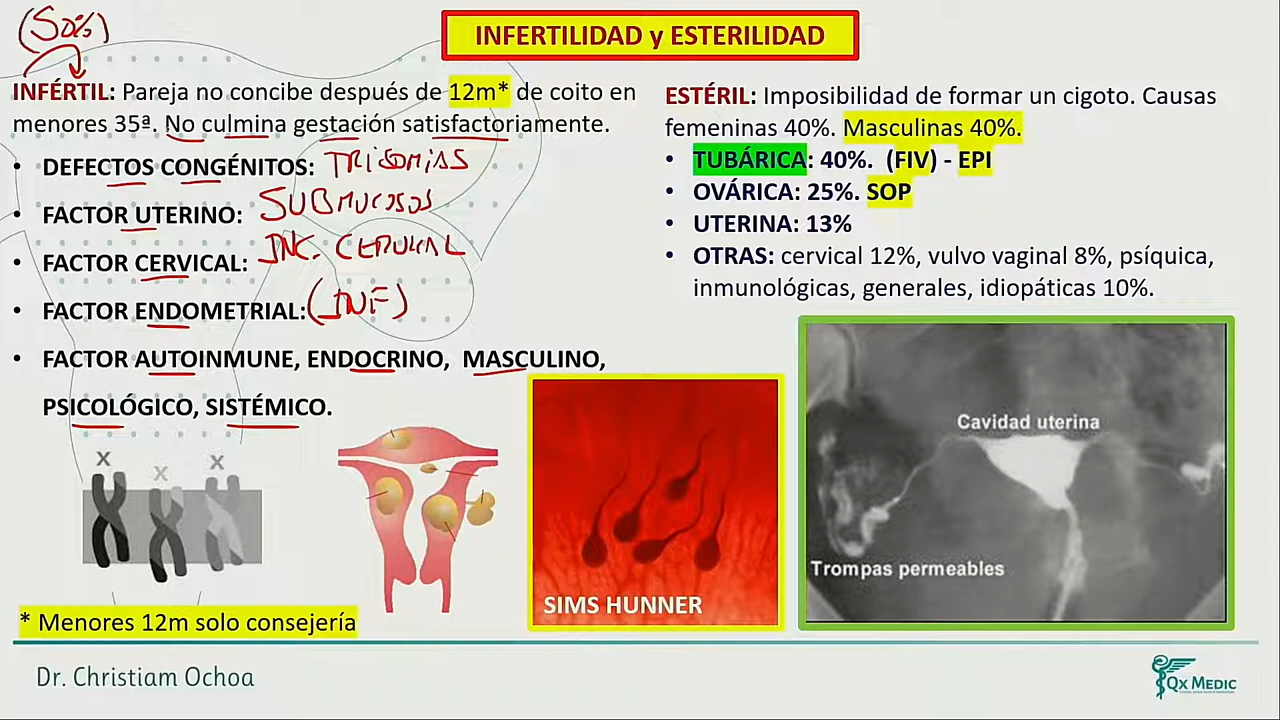 INFERTILIDAD y ESTERILIDAD
(50%)
INFÉRTIL: Pareja no concibe después de 12m* de coito en
menores 35ª. No culmina gestación satisfactoriamente.
• DEFECTOS CONGÉNITOS: TRISOMIAS
• FACTOR UTERINO: SUBMUCOSOS
• FACTOR CERVICAL: INC. CERVICAL
• FACTOR ENDOMETRIAL: (INF)
• FACTOR AUTOINMUNE, ENDOCRINO, MASCULINO,
PSICOLÓGICO, SISTÉMICO.
X X X
* Menores 12m solo consejería
SIMS HUNNER
ESTÉRIL: Imposibilidad de formar un cigoto. Causas
femeninas 40%. Masculinas 40%.
• TUBÁRICA: 40%. (FIV) - EPI
• OVÁRICA: 25%. SOP
• UTERINA: 13%
• OTRAS: cervical 12%, vulvo vaginal 8%, psíquica,
inmunológicas, generales, idiopáticas 10%.
Cavidad uterina
Trompas permeables
Dr. Christiam Ochoa
Qx MEDIC